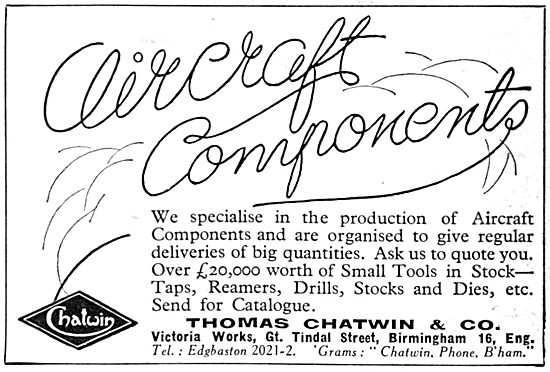 Aircraft
Components
We specialise in the production of Aircraft
Components and are organised to give regular
deliveries of big quantities. Ask us to quote you.
Over £20,000 worth of Small Tools in Stock—
Taps, Reamers, Drills, Stocks and Dies, etc.
Send for Catalogue.
Chatwin
THOMAS CHATWIN & CO.
Victoria Works, Gt. Tindal Street, Birmingham 16, Eng.
Tel.: Edgbaston 2021-2. 'Grams: "Chatwin, Phone, B'ham."